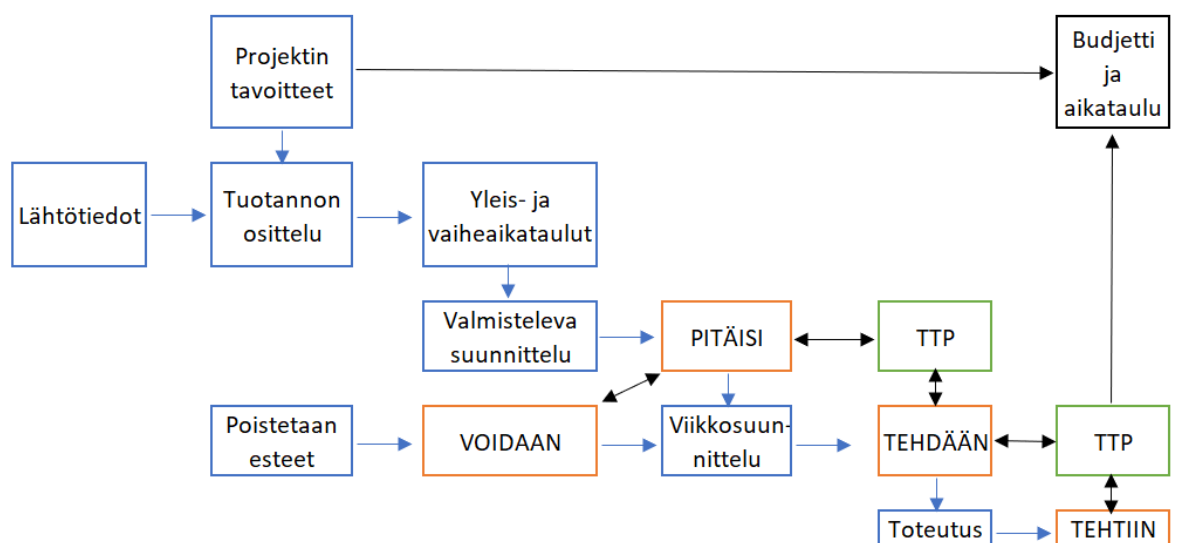 Projektin
tavoitteet
Budjetti
ja
aikataulu
Lähtötiedot
Tuotannon
osittelu
Yleis- ja
vaiheaikataulut
Valmisteleva
suunnittelu
PITÄISI
TTP
Poistetaan
esteet
VOIDAAN
Viikkosuun-
nittelu
TEHDÄÄN
TTP
Toteutus
TEHTIIN